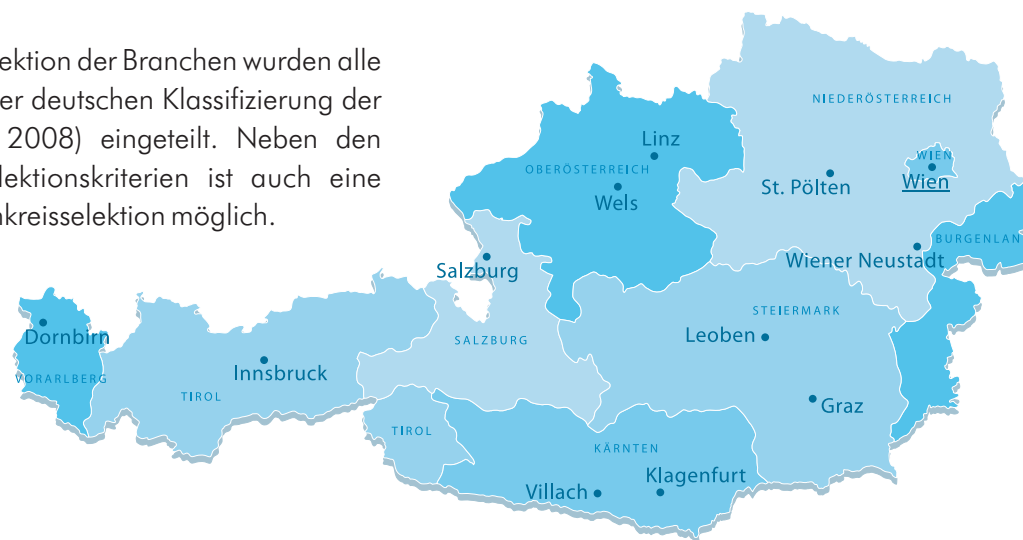 ektion der Branchen wurden alle
er deutschen Klassifizierung der
2008) eingeteilt. Neben den
lektionskriterien ist auch eine
kreisselektion möglich.
NIEDERÖSTERREICH
Linz
OBERÖSTERREICH
WIEN
Wien
St. Pölten
Wels
BURGENLAN
Wiener Neustadt
Salzburg
STEIERMARK
Dornbirn
Leoben
SALZBURG
Innsbruck
VORARLBERG
TIROL
Graz
TIROL
KÄRNTEN
Klagenfurt
Villach